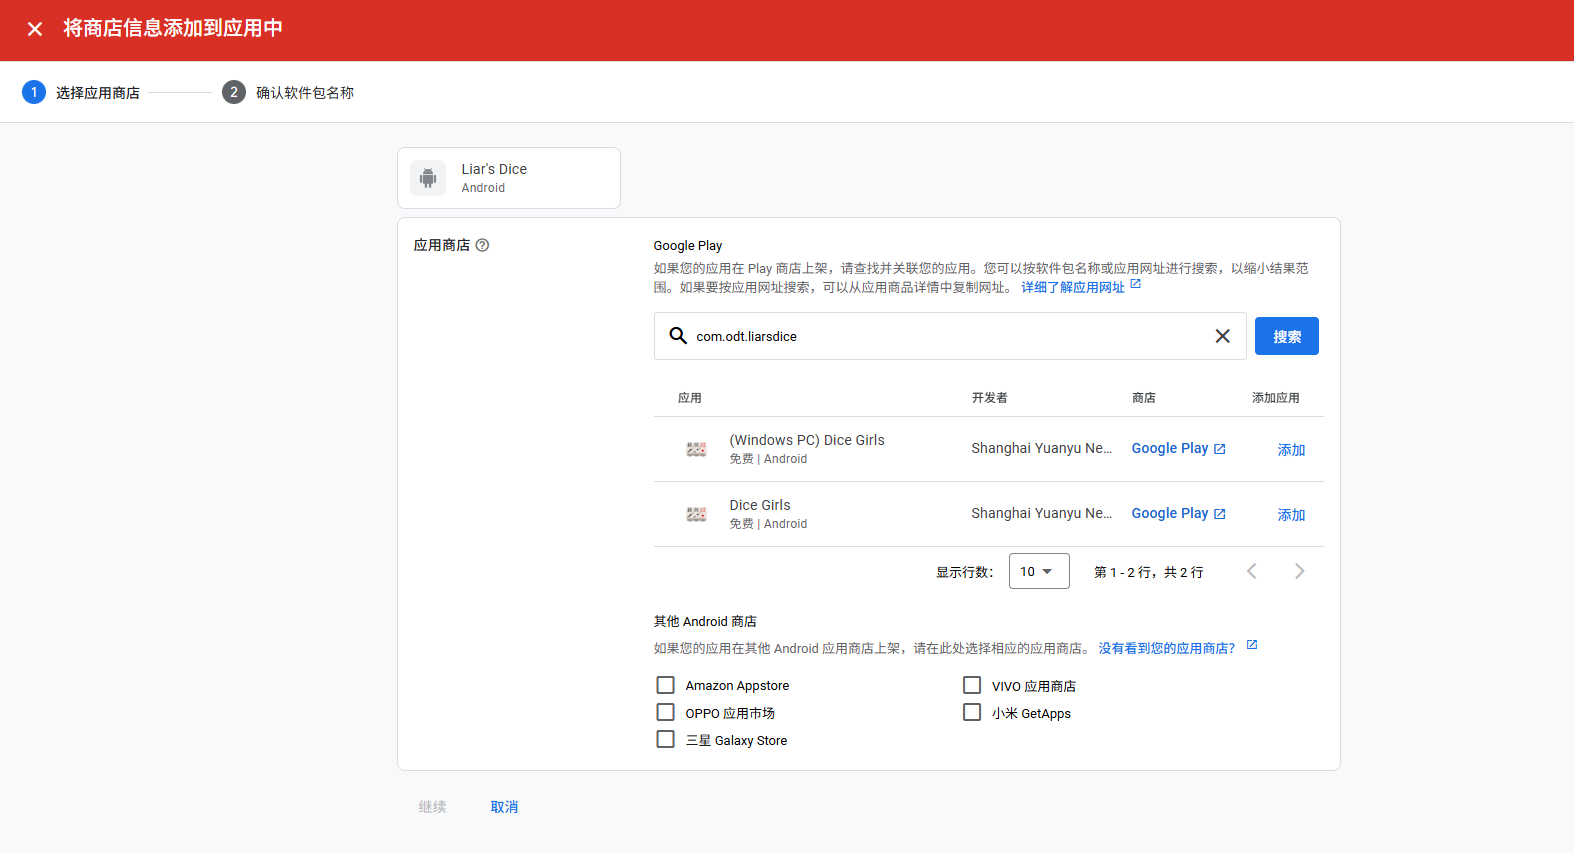 将商店信息添加到应用中
1 选择应用商店 2 确认软件包名称
Liar's Dice
Android
应用商店
Google Play
如果您的应用在 Play 商店上架，请查找并关联您的应用。您可以按软件包名称或应用网址进行搜索，以缩小结果范
围。如果要按应用网址搜索，可以从应用商品详情中复制网址。 详细了解应用网址
com.odt.liarsdice 搜索
应用 开发者 商店 添加应用
(Windows PC) Dice Girls
免费 | Android
Shanghai Yuanyu Ne... Google Play 添加
Dice Girls
免费 | Android
Shanghai Yuanyu Ne... Google Play 添加
显示行数： 10 第 1 - 2 行，共 2 行
其他 Android 商店
如果您的应用在其他 Android 应用商店上架，请在此处选择相应的应用商店。 没有看到您的应用商店？
Amazon Appstore VIVO 应用商店
OPPO 应用市场 小米 GetApps
三星 Galaxy Store
继续 取消